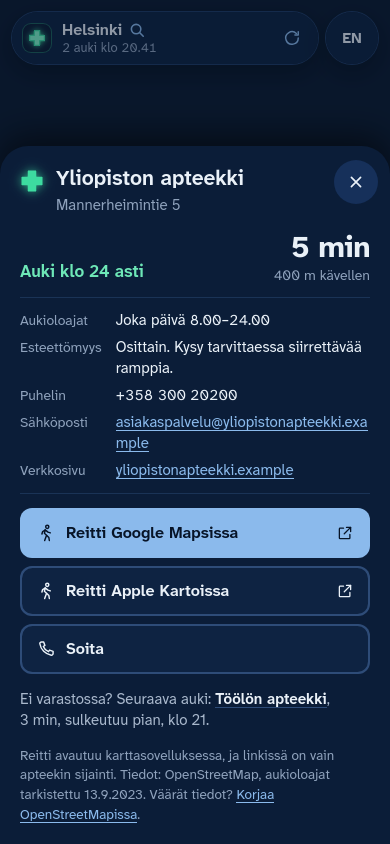 Helsinki
2 auki klo 20.41
EN
Yliopiston apteekki
Mannerheimintie 5
5 min
Auki klo 24 asti
400 m kävellen
Aukioloajat Joka päivä 8.00–24.00
Esteettömyys Osittain. Kysy tarvittaessa siirrettävää
ramppia.
Puhelin +358 300 20200
Sähköposti asiakaspalvelu@yliopistonapteekki.exa
mple
Verkkosivu yliopistonapteekki.example
Reitti Google Mapsissa
Reitti Apple Kartoissa
Soita
Ei varastossa? Seuraava auki: Töölön apteekki,
3 min, sulkeutuu pian, klo 21.
Reitti avautuu karttasovelluksessa, ja linkissä on vain
apteekin sijainti. Tiedot: OpenStreetMap, aukioloajat
tarkistettu 13.9.2023. Väärät tiedot? Korjaa
OpenStreetMapissa.